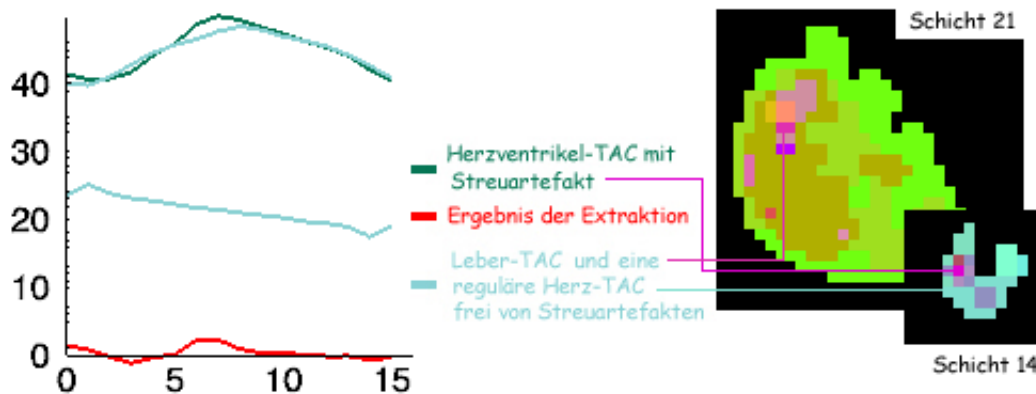 Schicht 21
40
30
20
10
0
0 5 10 15
Herzventrikel-TAC mit
Streuartefakt
Ergebnis der Extraktion
Leber-TAC und eine
reguläre Herz-TAC
frei von Streuartefakten
Schicht 14